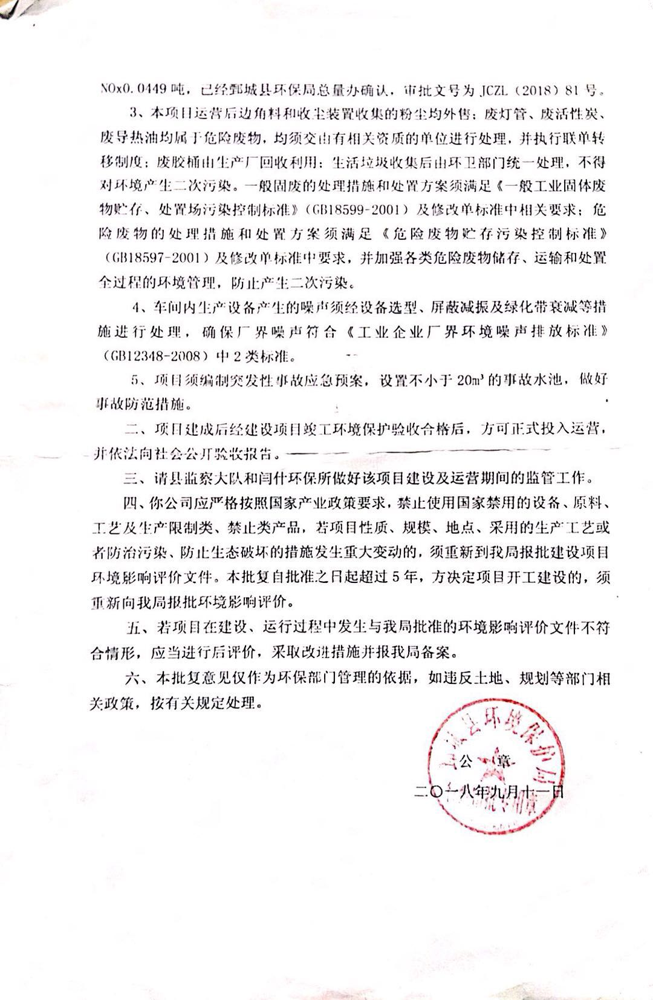 NOx0.0449 吨，已经鄄城县环保局总量办确认，审批文号为 JCZL（2018）81 号。
3、本项目运营后边角料和收尘装置收集的粉尘均外售；废灯管、废活性炭、
废导热油均属于危险废物，均须交由有相关资质的单位进行处理，并执行联单转
移制度；废胶桶由生产厂回收利用；生活垃圾收集后由环卫部门统一处理，不得
对环境产生二次污染。一般固废的处理措施和处置方案须满足《一般工业固体废
物贮存、处置场污染控制标准》（GB18599-2001）及修改单标准中相关要求；危
险废物的处理措施和处置方案须满足《危险废物贮存污染控制标准》
（GB18597-2001）及修改单标准中要求，并加强各类危险废物储存、运输和处置
全过程的环境管理，防止产生二次污染。
4、车间内生产设备产生的噪声须经设备选型、屏蔽减振及绿化带衰减等措
施进行处理，确保厂界噪声符合《工业企业厂界环境噪声排放标准》
（GB12348-2008）中 2 类标准。
5、项目须编制突发性事故应急预案，设置不小于 20m³ 的事故水池，做好
事故防范措施。
二、项目建成后经建设项目竣工环境保护验收合格后，方可正式投入运营，
并依法向社会公开验收报告。
三、请县监察大队和闫什环保所做好该项目建设及运营期间的监管工作。
四、你公司应严格按照国家产业政策要求，禁止使用国家禁用的设备、原料、
工艺及生产限制类、禁止类产品，若项目性质、规模、地点、采用的生产工艺或
者防治污染、防止生态破坏的措施发生重大变动的，须重新到我局报批建设项目
环境影响评价文件。本批复自批准之日起超过 5 年，方决定项目开工建设的，须
重新向我局报批环境影响评价。
五、若项目在建设、运行过程中发生与我局批准的环境影响评价文件不符
合情形，应当进行后评价，采取改进措施并报我局备案。
六、本批复意见仅作为环保部门管理的依据，如违反土地、规划等部门相
关政策，按有关规定处理。
县环境保护局
公 章
二〇一八年九月十一日
专用章